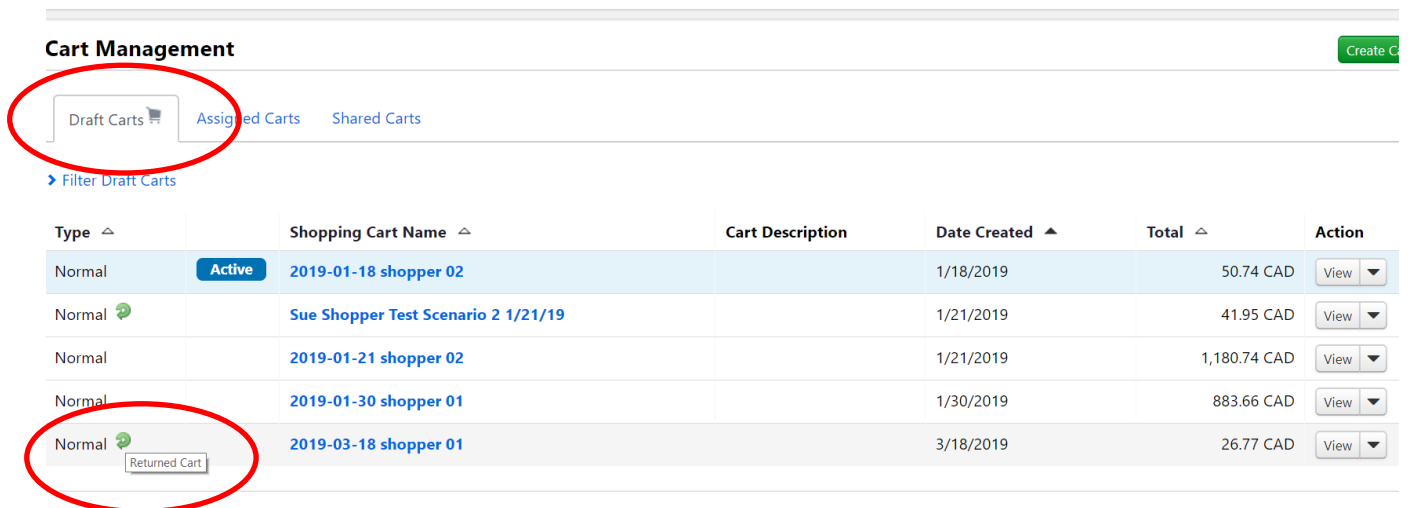 Cart Management
Create Ca
Draft Carts Assigned Carts Shared Carts
Filter Draft Carts
Type Shopping Cart Name Cart Description Date Created Total Action
Normal Active 2019-01-18 shopper 02 1/18/2019 50.74 CAD View
Normal Sue Shopper Test Scenario 2 1/21/19 1/21/2019 41.95 CAD View
Normal 2019-01-21 shopper 02 1/21/2019 1,180.74 CAD View
Normal 2019-01-30 shopper 01 1/30/2019 883.66 CAD View
Normal 2019-03-18 shopper 01 3/18/2019 26.77 CAD View
Returned Cart